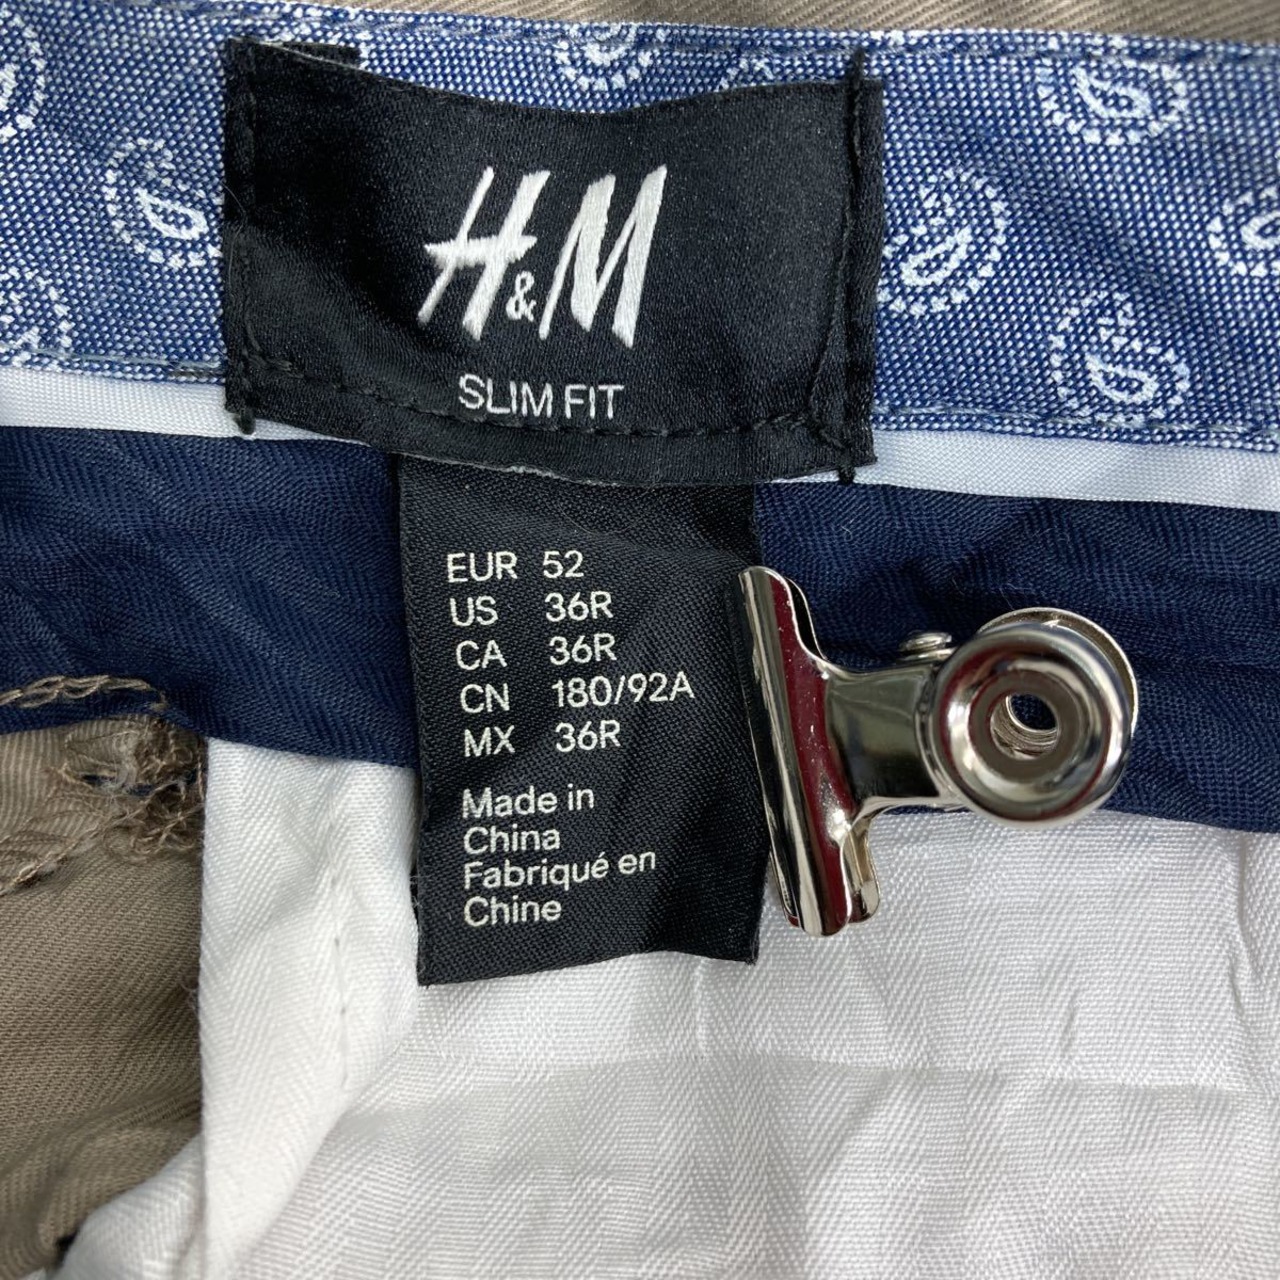 H&M
SLIM FIT
EUR 52
US 36R
CA 36R
CN 180/92A
MX 36R
Made in
China
Fabriqué en
Chine